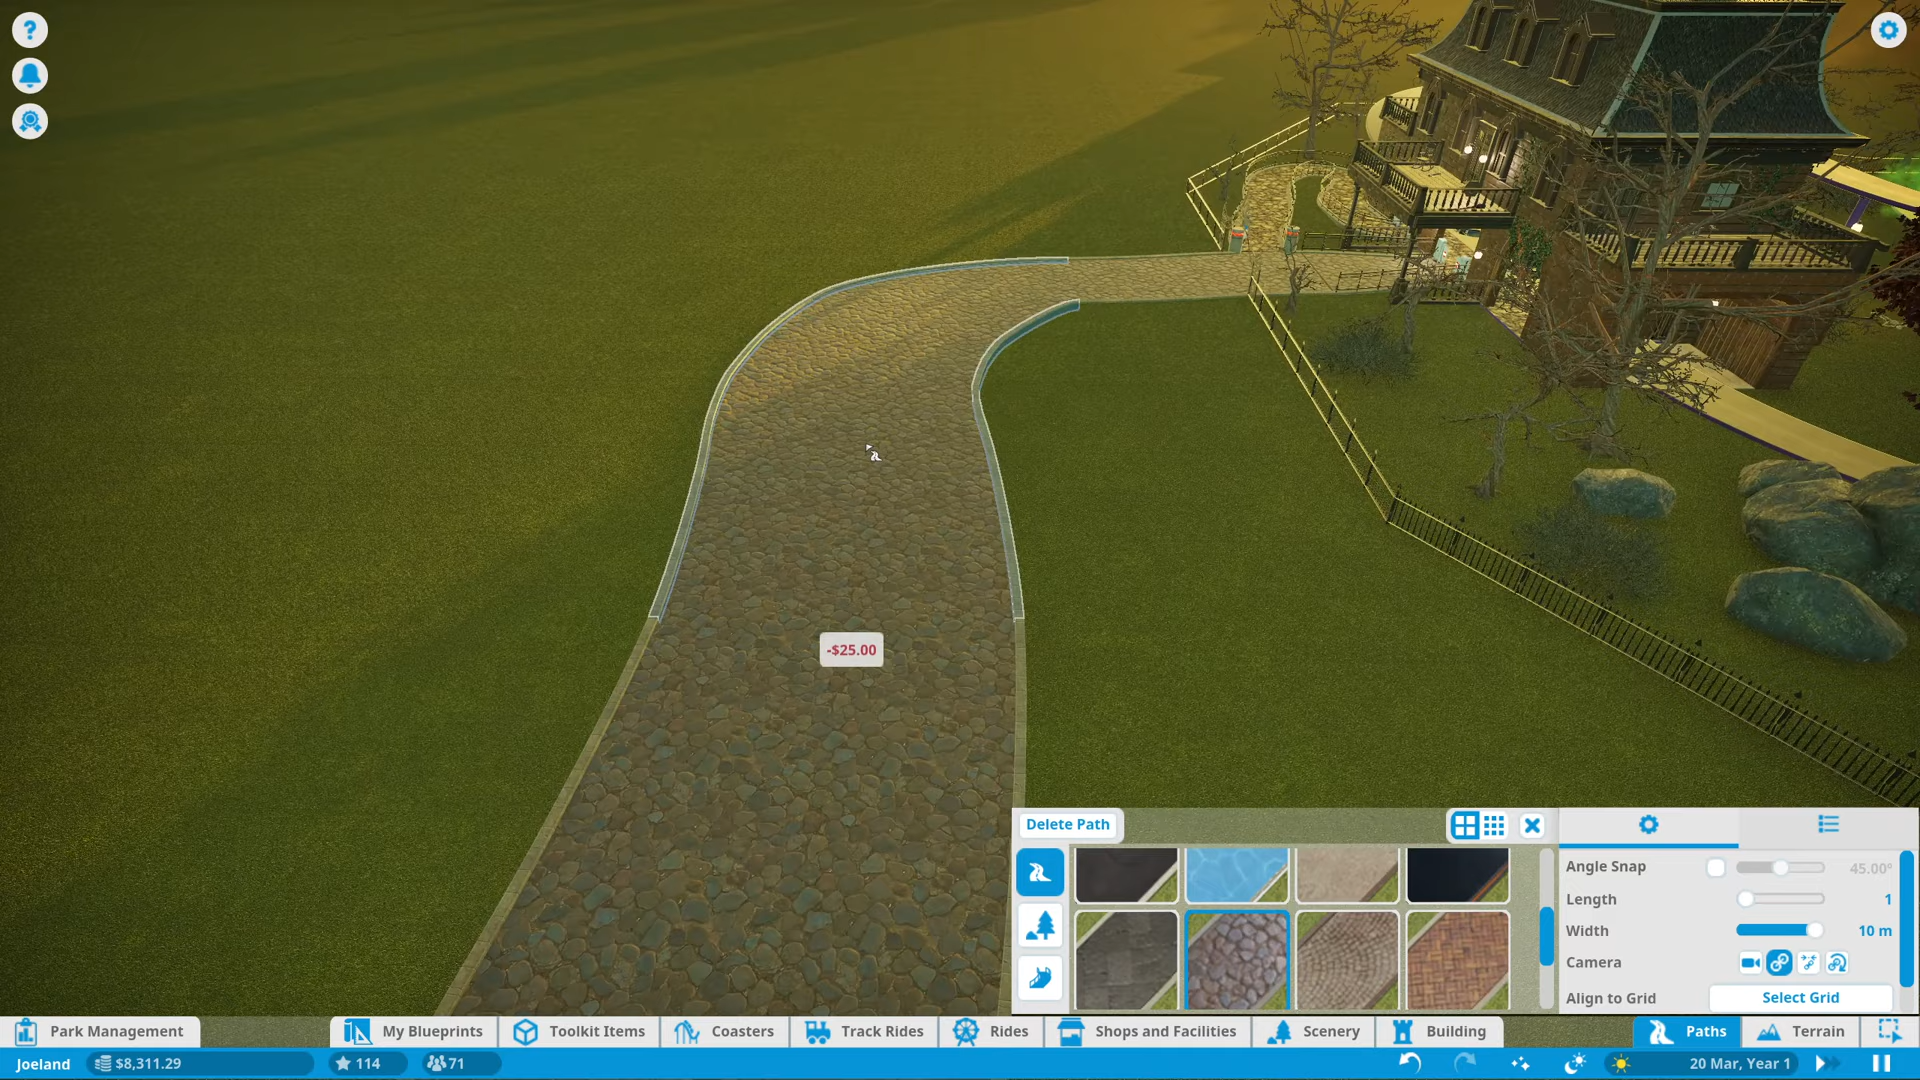 -$25.00
Delete Path
Angle Snap 45.00°
Length 1
Width 10 m
Camera
Align to Grid Select Grid
Park Management My Blueprints Toolkit Items Coasters Track Rides Rides Shops and Facilities Scenery Building Paths Terrain
Joeland $8,311.29 114 71 20 Mar, Year 1